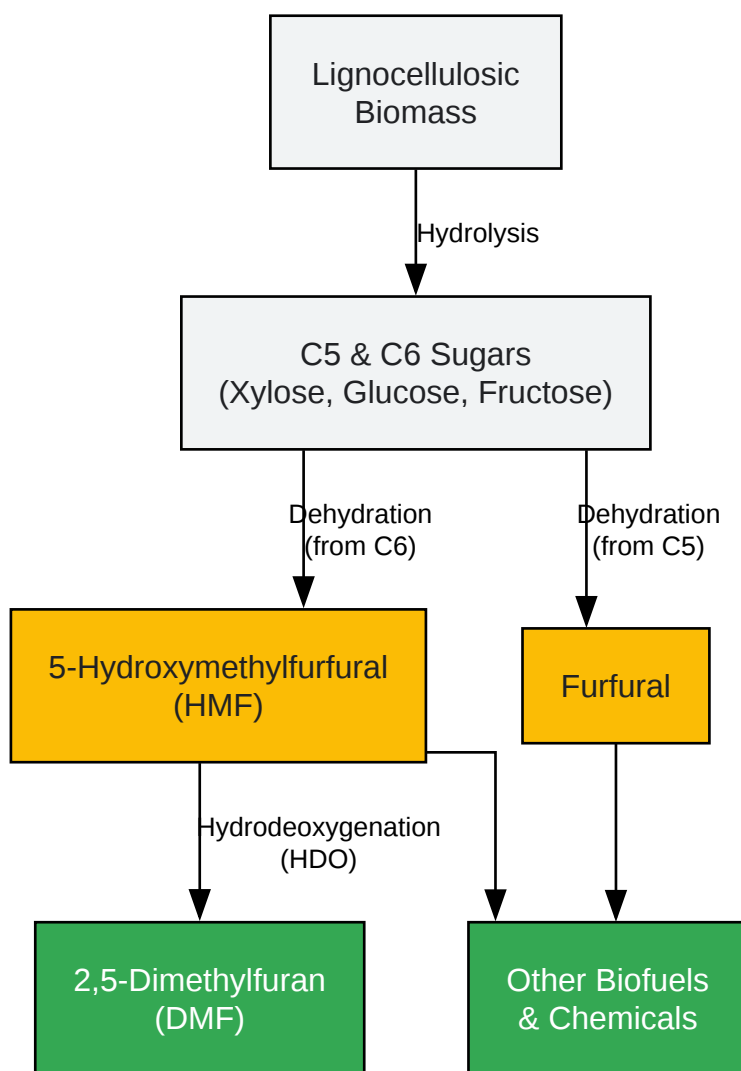 Lignocellulosic
Biomass
Hydrolysis
C5 & C6 Sugars
(Xylose, Glucose, Fructose)
Dehydration
(from C6)
Dehydration
(from C5)
5-Hydroxymethylfurfural
(HMF)
Furfural
Hydrodeoxygenation
(HDO)
2,5-Dimethylfuran
(DMF)
Other Biofuels
& Chemicals